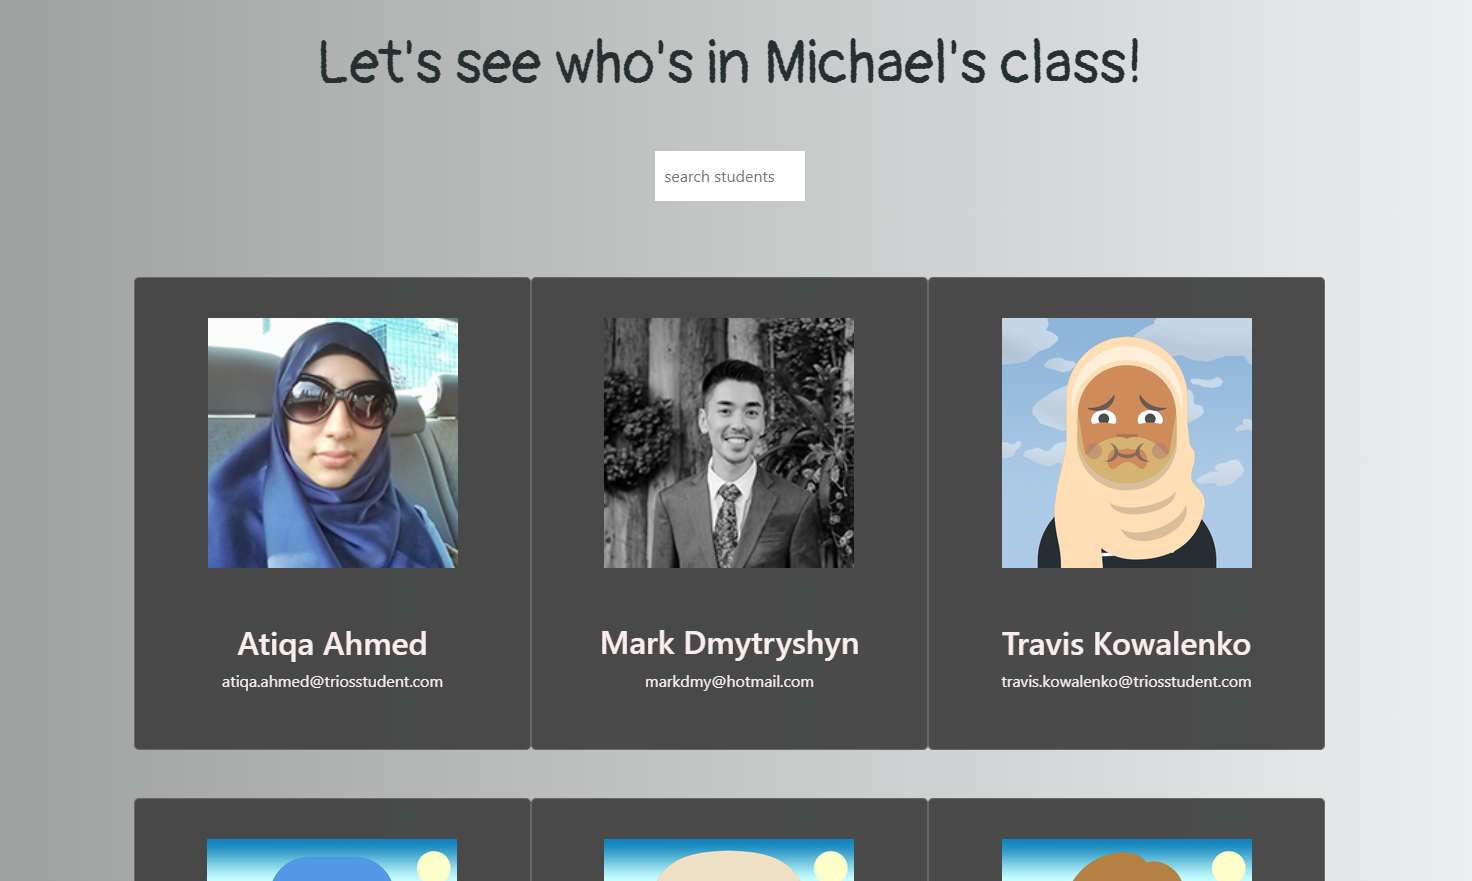 Let's see who's in Michael's class!
search students
Atiqa Ahmed
atiqa.ahmed@triosstudent.com
Mark Dmytryshyn
markdmy@hotmail.com
Travis Kowalenko
travis.kowalenko@triosstudent.com